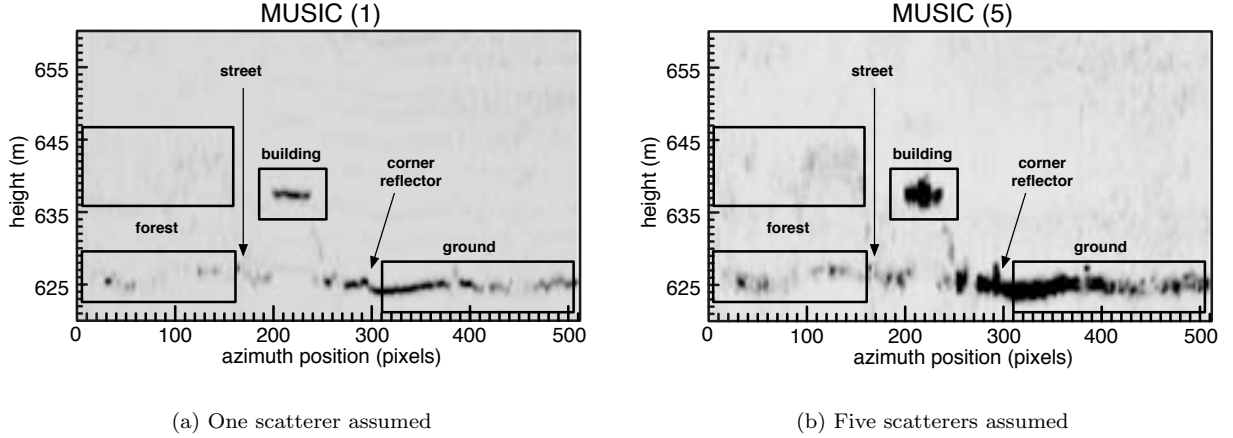 MUSIC (1)
655
645
635
625
height (m)
street
building
corner
reflector
forest
ground
0 100 200 300 400 500
azimuth position (pixels)
(a) One scatterer assumed
MUSIC (5)
655
645
635
625
height (m)
street
building
corner
reflector
forest
ground
0 100 200 300 400 500
azimuth position (pixels)
(b) Five scatterers assumed